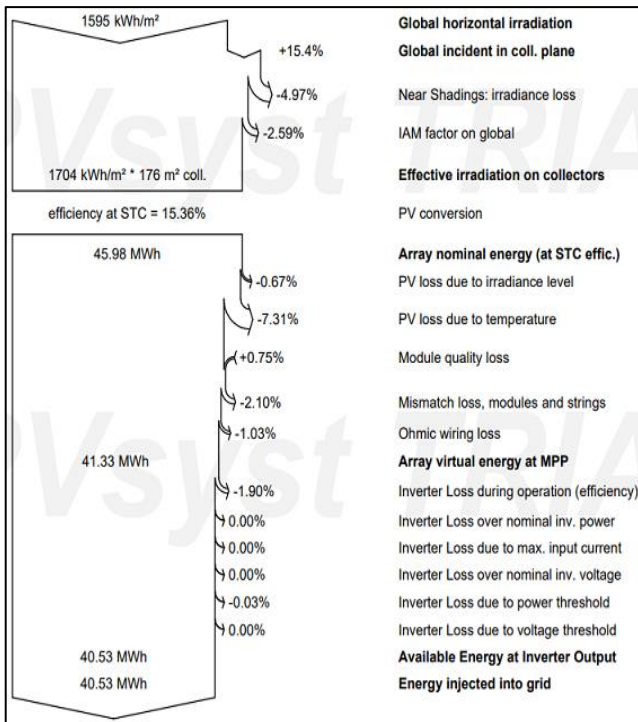 1595 kWh/m² Global horizontal irradiation
+15.4% Global incident in coll. plane
-4.97% Near Shadings: irradiance loss
-2.59% IAM factor on global
1704 kWh/m² * 176 m² coll. Effective irradiation on collectors
efficiency at STC = 15.36% PV conversion
45.98 MWh Array nominal energy (at STC effic.)
-0.67% PV loss due to irradiance level
-7.31% PV loss due to temperature
+0.75% Module quality loss
-2.10% Mismatch loss, modules and strings
-1.03% Ohmic wiring loss
41.33 MWh Array virtual energy at MPP
-1.90% Inverter Loss during operation (efficiency)
0.00% Inverter Loss over nominal inv. power
0.00% Inverter Loss due to max. input current
0.00% Inverter Loss over nominal inv. voltage
-0.03% Inverter Loss due to power threshold
0.00% Inverter Loss due to voltage threshold
40.53 MWh Available Energy at Inverter Output
40.53 MWh Energy injected into grid
PVsyst TRIA
PVsyst TRIA